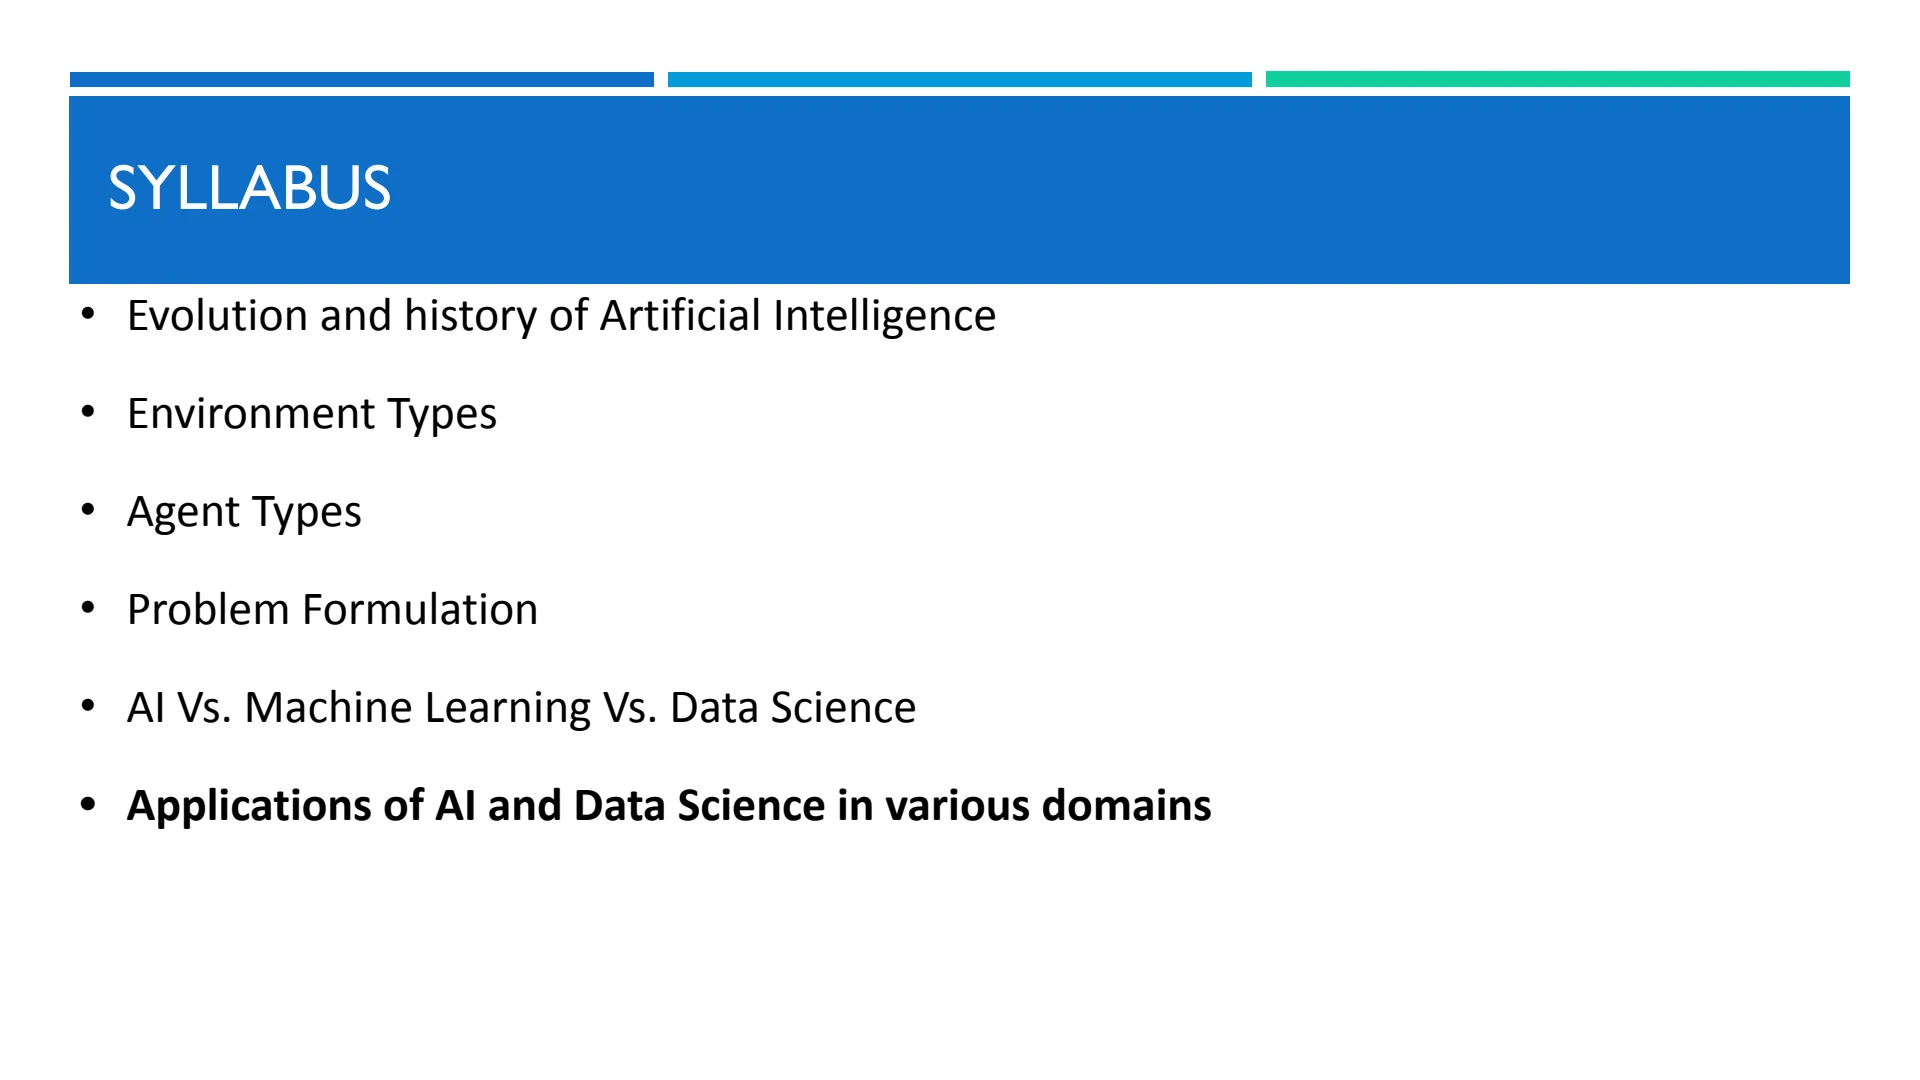 SYLLABUS
• Evolution and history of Artificial Intelligence
• Environment Types
• Agent Types
• Problem Formulation
• AI Vs. Machine Learning Vs. Data Science
• Applications of AI and Data Science in various domains